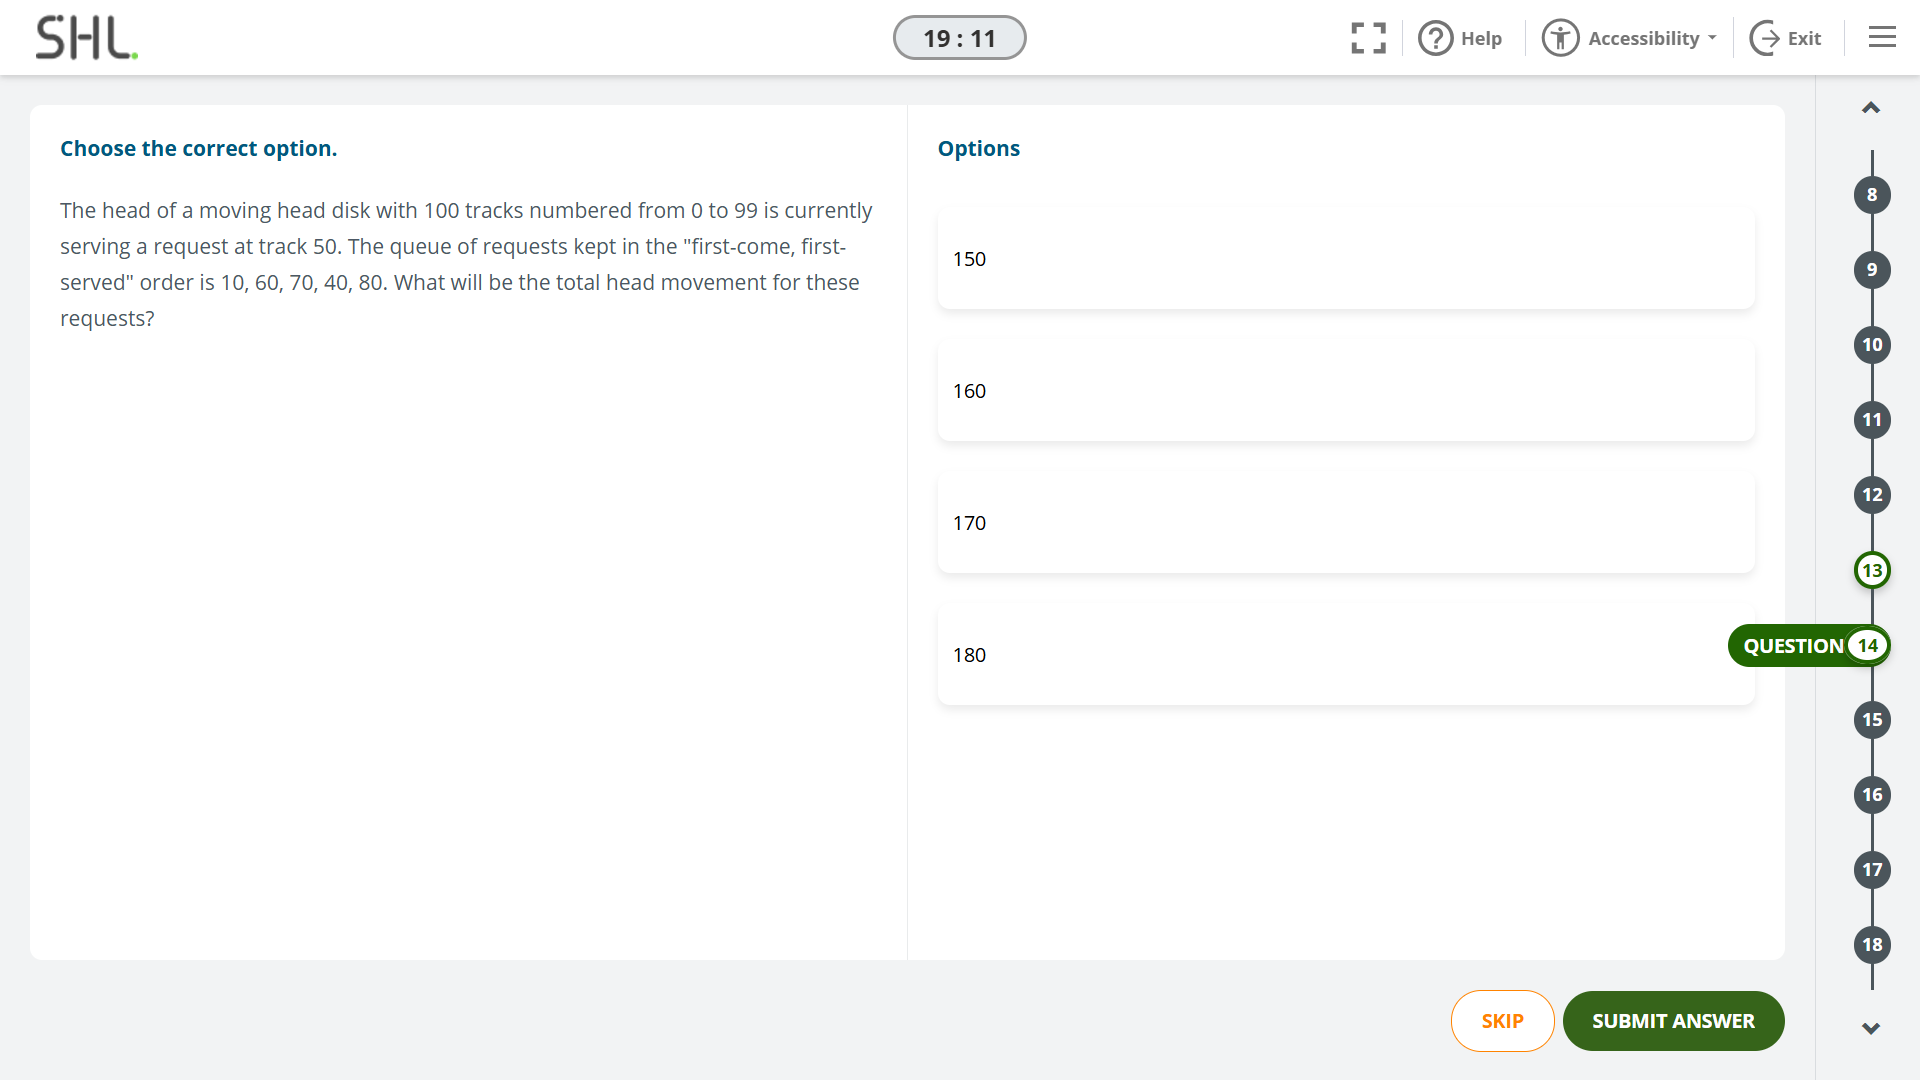 SHL.
19 : 11
Help
Accessibility
Exit
Choose the correct option.
The head of a moving head disk with 100 tracks numbered from 0 to 99 is currently
serving a request at track 50. The queue of requests kept in the "first-come, first-
served" order is 10, 60, 70, 40, 80. What will be the total head movement for these
requests?
Options
150
160
170
180
8
9
10
11
12
13
QUESTION 14
15
16
17
18
SKIP
SUBMIT ANSWER